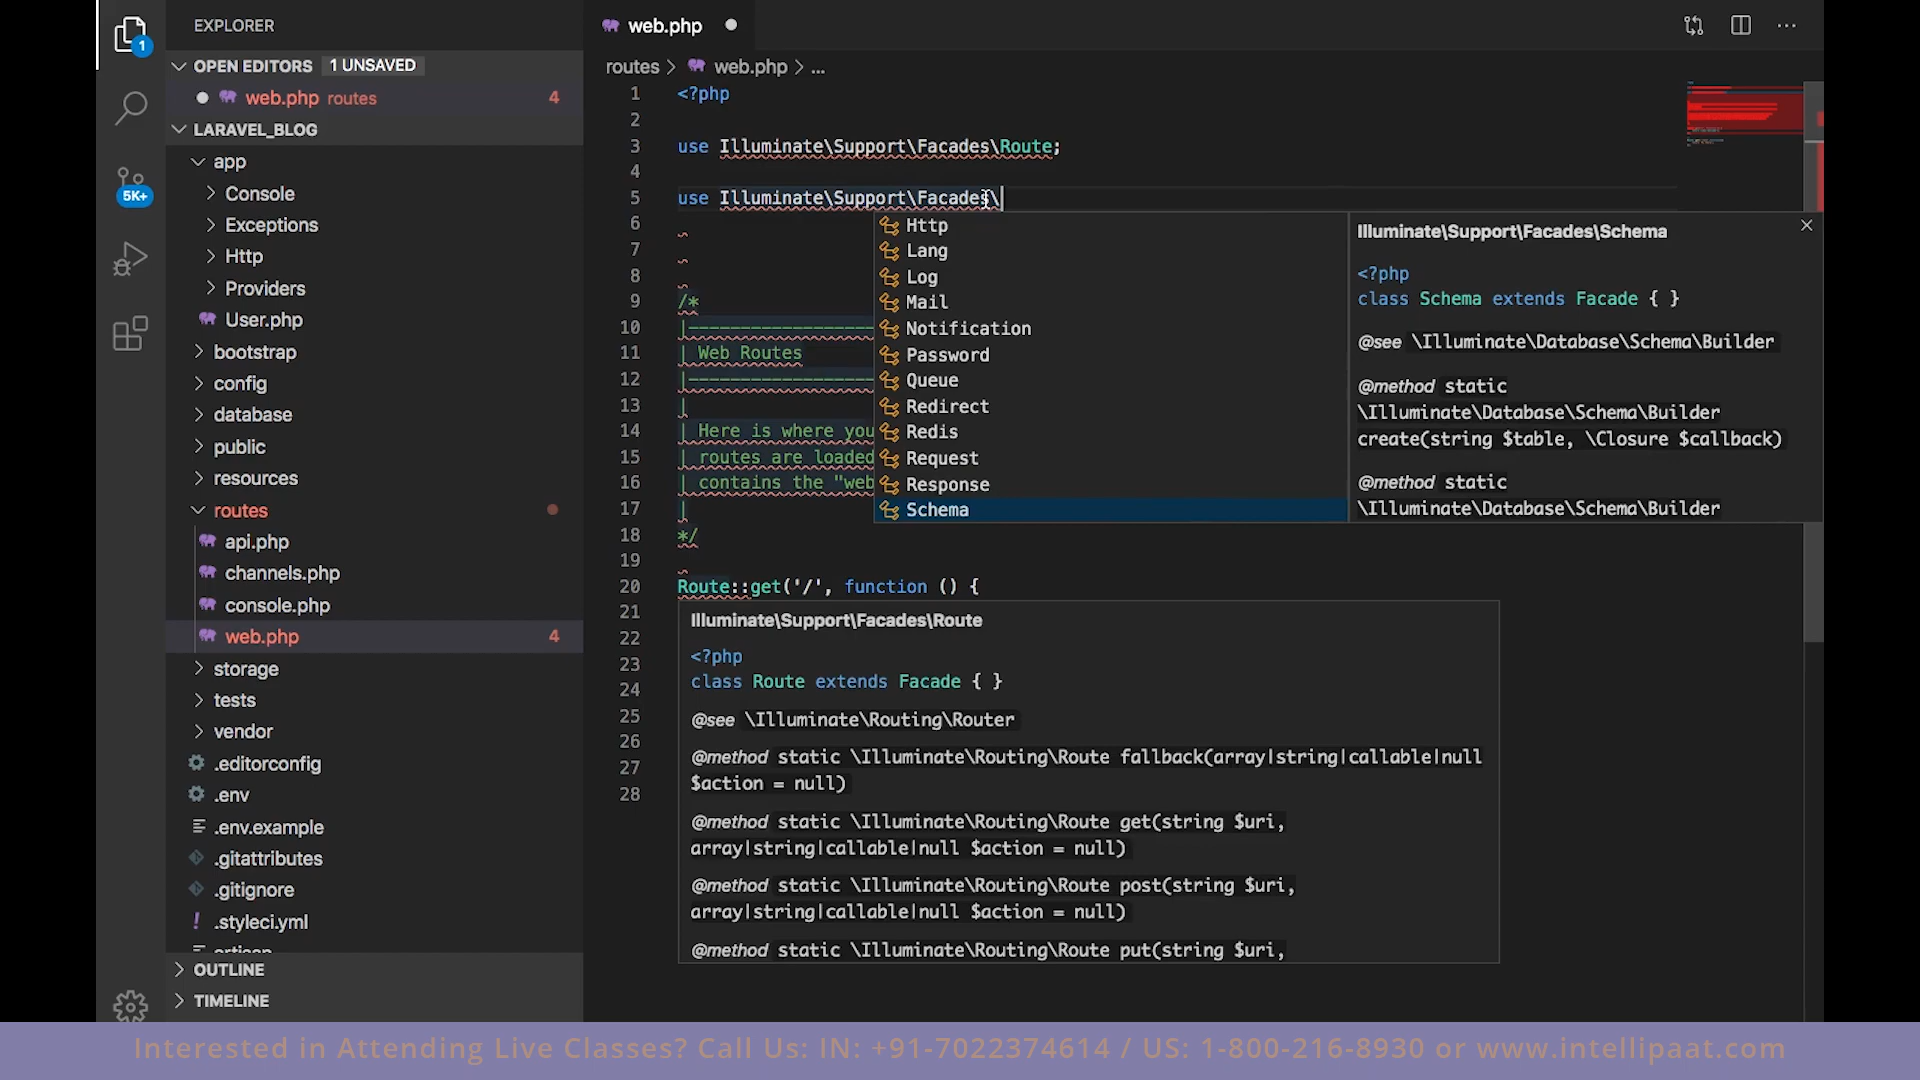 EXPLORER
OPEN EDITORS 1 UNSAVED
web.php routes 4
LARAVEL_BLOG
app
Console
Exceptions
Http
Providers
User.php
bootstrap
config
database
public
resources
routes
api.php
channels.php
console.php
web.php 4
storage
tests
vendor
.editorconfig
.env
.env.example
.gitattributes
.gitignore
.styleci.yml
artisan
OUTLINE
TIMELINE
1
5K+
web.php
routes > web.php > ...
1 <?php
2
3 use Illuminate\Support\Facades\Route;
4
5 use Illuminate\Support\Facades\
6
7
8
9 /*
10 |
11 | Web Routes
12 |
13 |
14 | Here is where you
15 | routes are loaded
16 | contains the "web
17 |
18 */
19
20 Route::get('/', function () {
21
22
23
24
25
26
27
28
Http
Lang
Log
Mail
Notification
Password
Queue
Redirect
Redis
Request
Response
Schema
Illuminate\Support\Facades\Schema
<?php
class Schema extends Facade { }
@see \Illuminate\Database\Schema\Builder
@method static
\Illuminate\Database\Schema\Builder
create(string $table, \Closure $callback)
@method static
\Illuminate\Database\Schema\Builder
Illuminate\Support\Facades\Route
<?php
class Route extends Facade { }
@see \Illuminate\Routing\Router
@method static \Illuminate\Routing\Route fallback(array|string|callable|null
$action = null)
@method static \Illuminate\Routing\Route get(string $uri,
array|string|callable|null $action = null)
@method static \Illuminate\Routing\Route post(string $uri,
array|string|callable|null $action = null)
@method static \Illuminate\Routing\Route put(string $uri,
Interested in Attending Live Classes? Call Us: IN: +91-7022374614 / US: 1-800-216-8930 or www.intellipaat.com